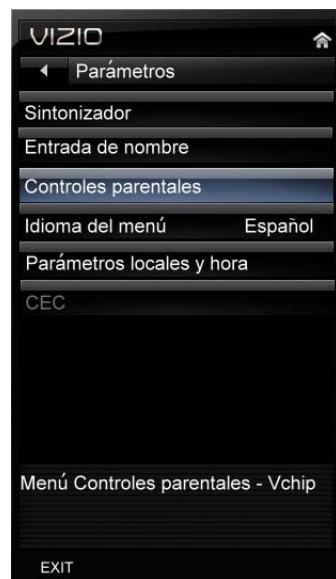 VIZIO
Parámetros
Sintonizador
Entrada de nombre
Controles parentales
Idioma del menú Español
Parámetros locales y hora
CEC
Menú Controles parentales - Vchip
EXIT